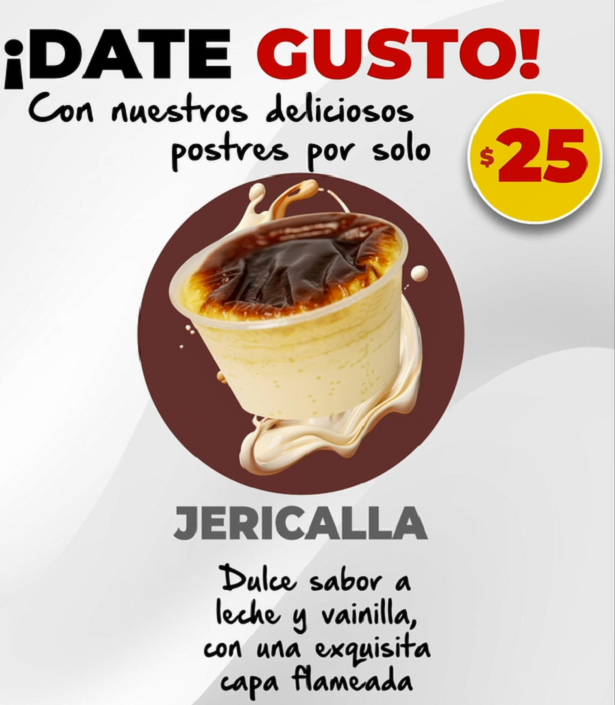 ¡DATE GUSTO!
Con nuestros deliciosos
postres por solo
$25
JERICALLA
Dulce sabor a
leche y vainilla,
con una exquisita
capa flameada